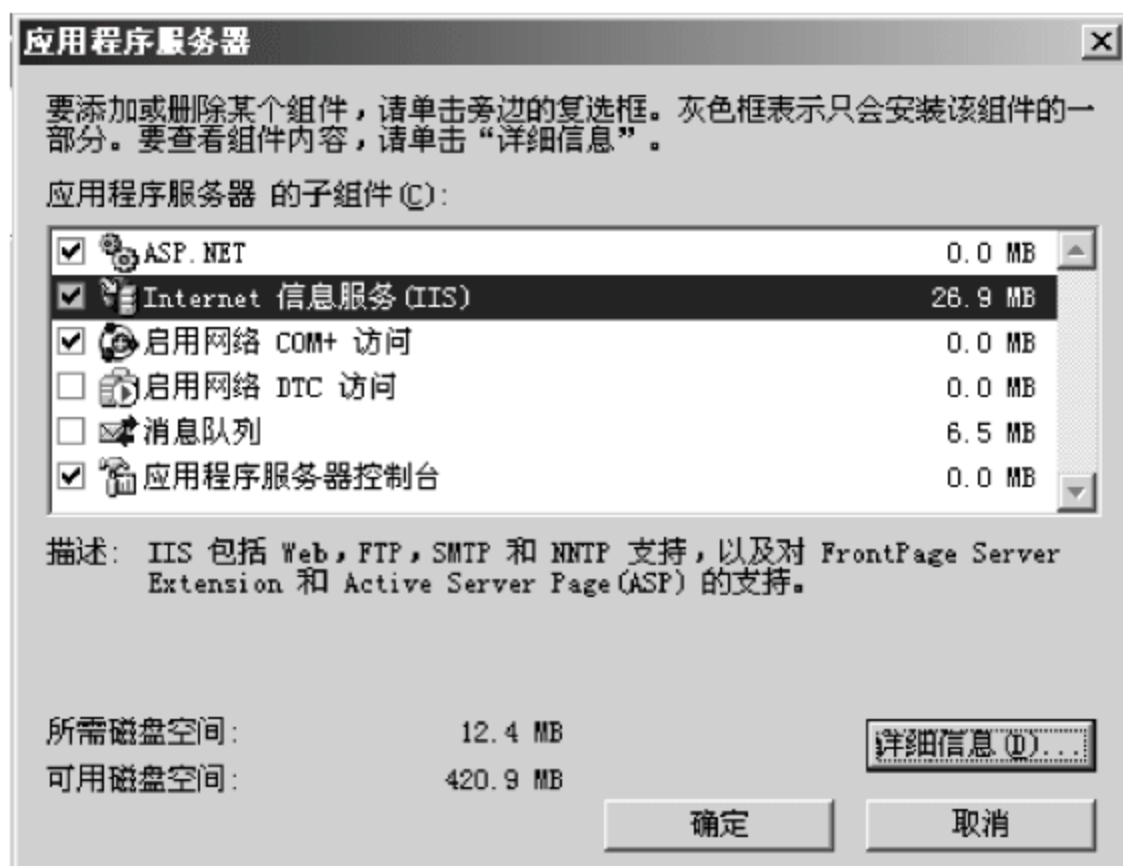 应用程序服务器
要添加或删除某个组件，请单击旁边的复选框。灰色框表示只会安装该组件的一
部分。要查看组件内容，请单击“详细信息”。
应用程序服务器 的子组件(C):
ASP.NET 0.0 MB
Internet 信息服务(IIS) 26.9 MB
启用网络 COM+ 访问 0.0 MB
启用网络 DTC 访问 0.0 MB
消息队列 6.5 MB
应用程序服务器控制台 0.0 MB
描述: IIS 包括 Web，FTP，SMTP 和 NNTP 支持，以及对 FrontPage Server
Extension 和 Active Server Page(ASP) 的支持。
所需磁盘空间: 12.4 MB
详细信息(D)...
可用磁盘空间: 420.9 MB
确定 取消